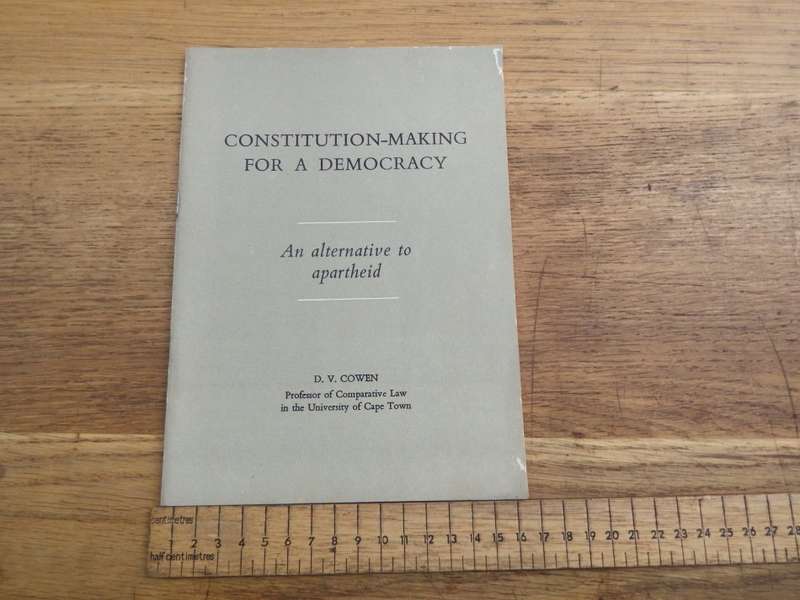 CONSTITUTION-MAKING
FOR A DEMOCRACY
An alternative to
apartheid
D. V. COWEN
Professor of Comparative Law
in the University of Cape Town
centimetres
1 2 3 4 5 6 7 8 9 10 11 12 13 14 15 16 17 18 19 20 21 22 23 24 25 26 27 28
half centimetres